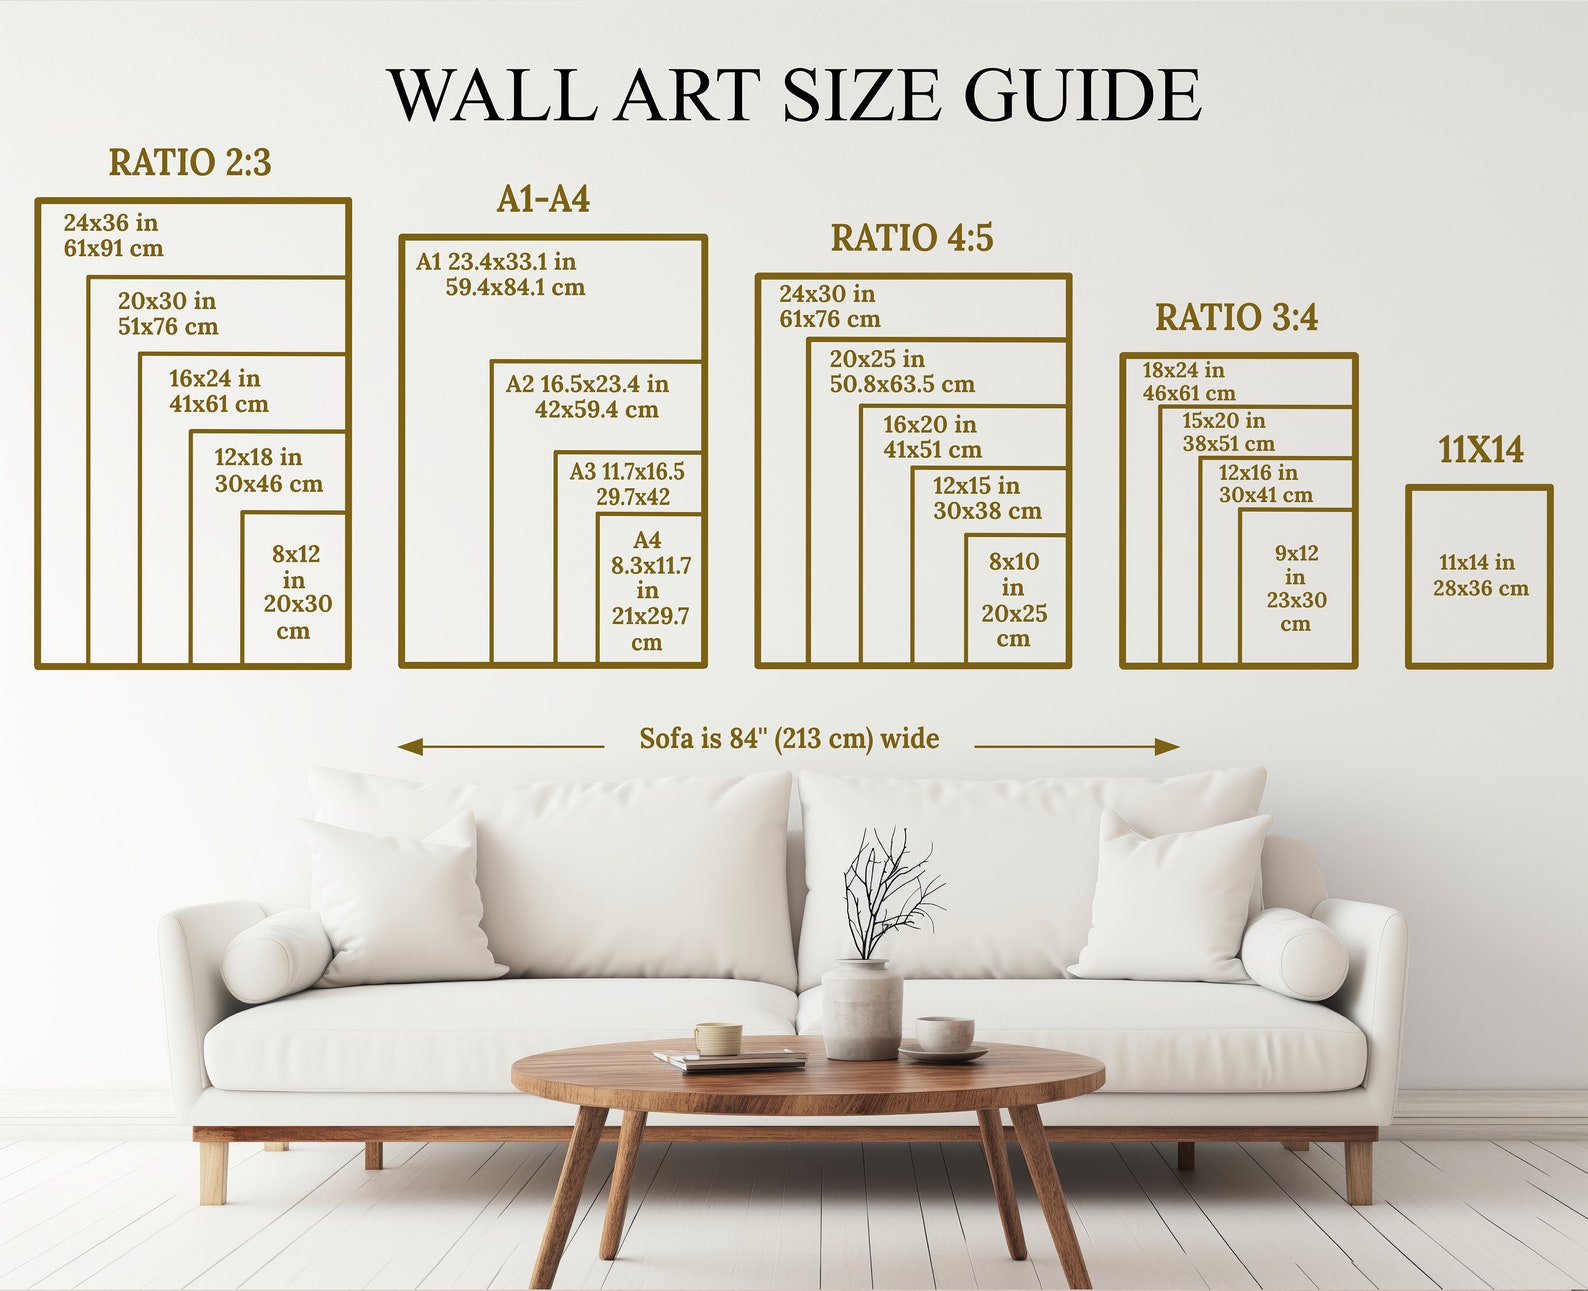 WALL ART SIZE GUIDE
RATIO 2:3
24x36 in
61x91 cm
20x30 in
51x76 cm
16x24 in
41x61 cm
12x18 in
30x46 cm
8x12
in
20x30
cm
A1-A4
A1 23.4x33.1 in
59.4x84.1 cm
A2 16.5x23.4 in
42x59.4 cm
A3 11.7x16.5
29.7x42
A4
8.3x11.7
in
21x29.7
cm
RATIO 4:5
24x30 in
61x76 cm
20x25 in
50.8x63.5 cm
16x20 in
41x51 cm
12x15 in
30x38 cm
8x10
in
20x25
cm
RATIO 3:4
18x24 in
46x61 cm
15x20 in
38x51 cm
12x16 in
30x41 cm
9x12
in
23x30
cm
11X14
11x14 in
28x36 cm
Sofa is 84" (213 cm) wide